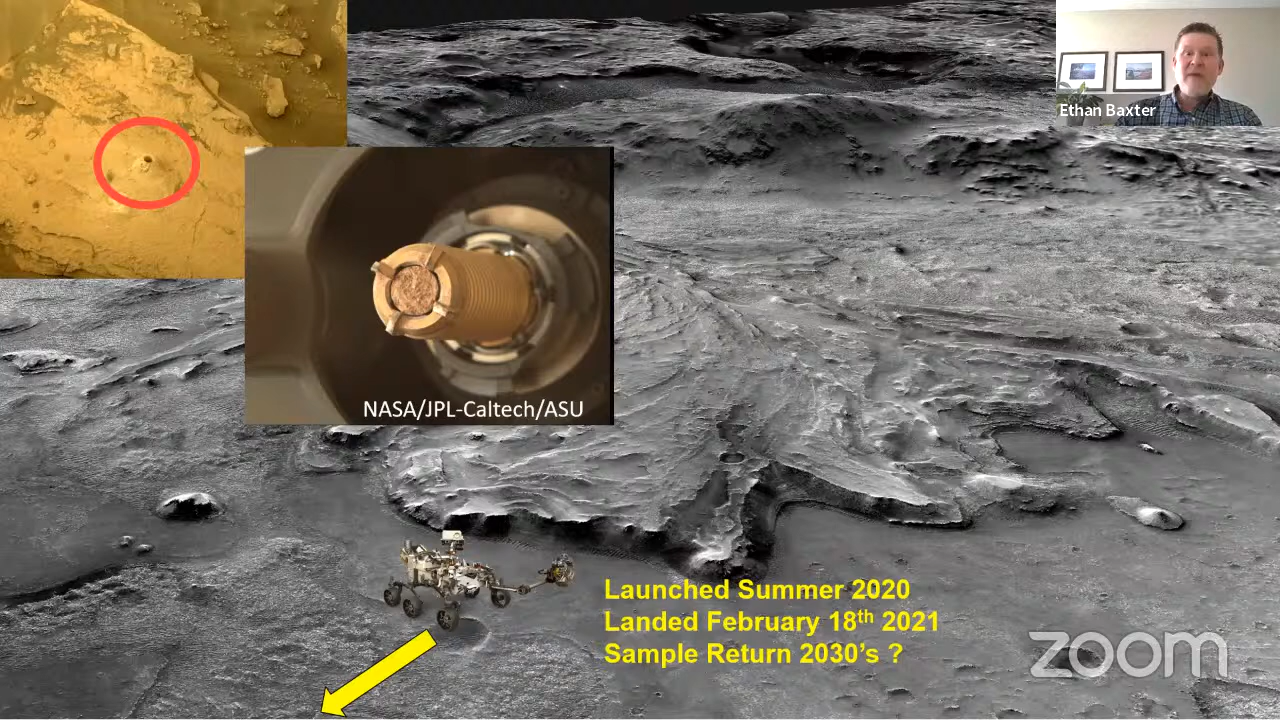 Ethan Baxter
NASA/JPL-Caltech/ASU
Launched Summer 2020
Landed February 18th 2021
Sample Return 2030's ?
zoom